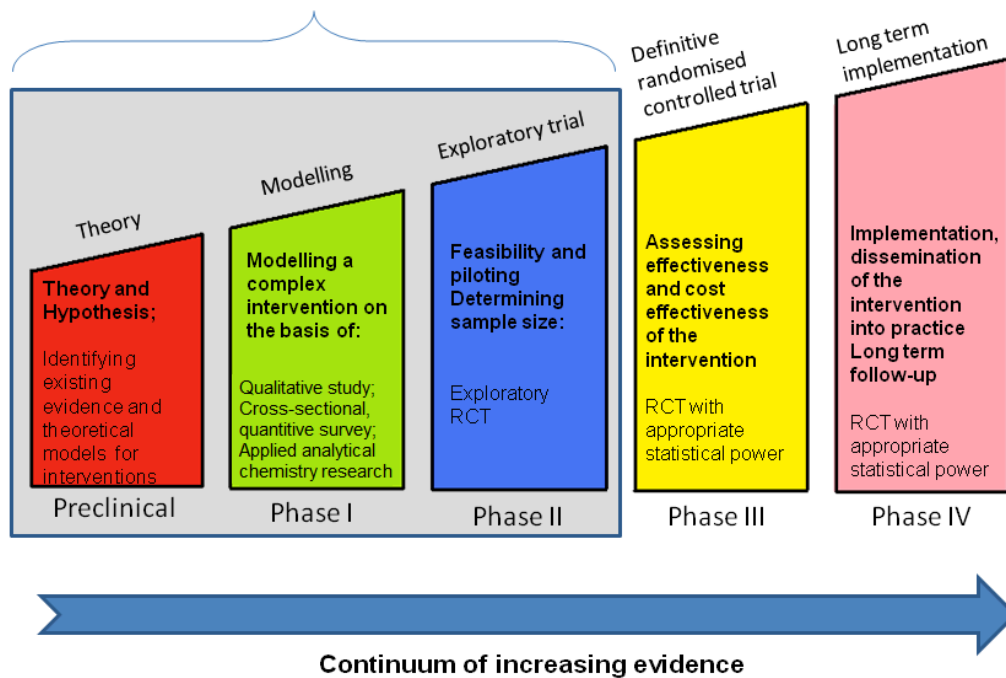 Theory
Theory and
Hypothesis;
Identifying
existing
evidence and
theoretical
models for
interventions
Preclinical
Modelling
Modelling a
complex
intervention on
the basis of:
Qualitative study;
Cross-sectional,
quantitive survey;
Applied analytical
chemistry research
Phase I
Exploratory trial
Feasibility and
piloting
Determining
sample size:
Exploratory
RCT
Phase II
Definitive
randomised
controlled trial
Assessing
effectiveness
and cost
effectiveness
of the
intervention
RCT with
appropriate
statistical power
Phase III
Long term
implementation
Implementation,
dissemination
of the
intervention
into practice
Long term
follow-up
RCT with
appropriate
statistical power
Phase IV
Continuum of increasing evidence